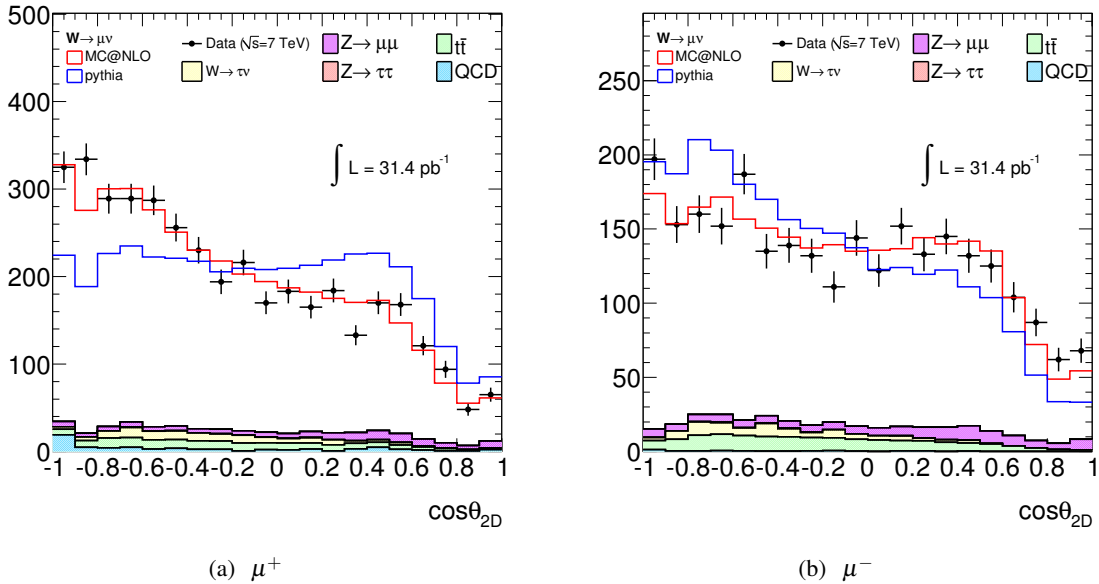 500
400
300
200
100
0
W→μν
MC@NLO
pythia
Data (√s=7 TeV)
W→τν
Z→μμ
Z→ττ
tt̄
QCD
∫ L = 31.4 pb⁻¹
-1 -0.8 -0.6 -0.4 -0.2 0 0.2 0.4 0.6 0.8 1
cosθ₂D
(a) μ⁺
250
200
150
100
50
0
W→μν
MC@NLO
pythia
Data (√s=7 TeV)
W→τν
Z→μμ
Z→ττ
tt̄
QCD
∫ L = 31.4 pb⁻¹
-1 -0.8 -0.6 -0.4 -0.2 0 0.2 0.4 0.6 0.8 1
cosθ₂D
(b) μ⁻